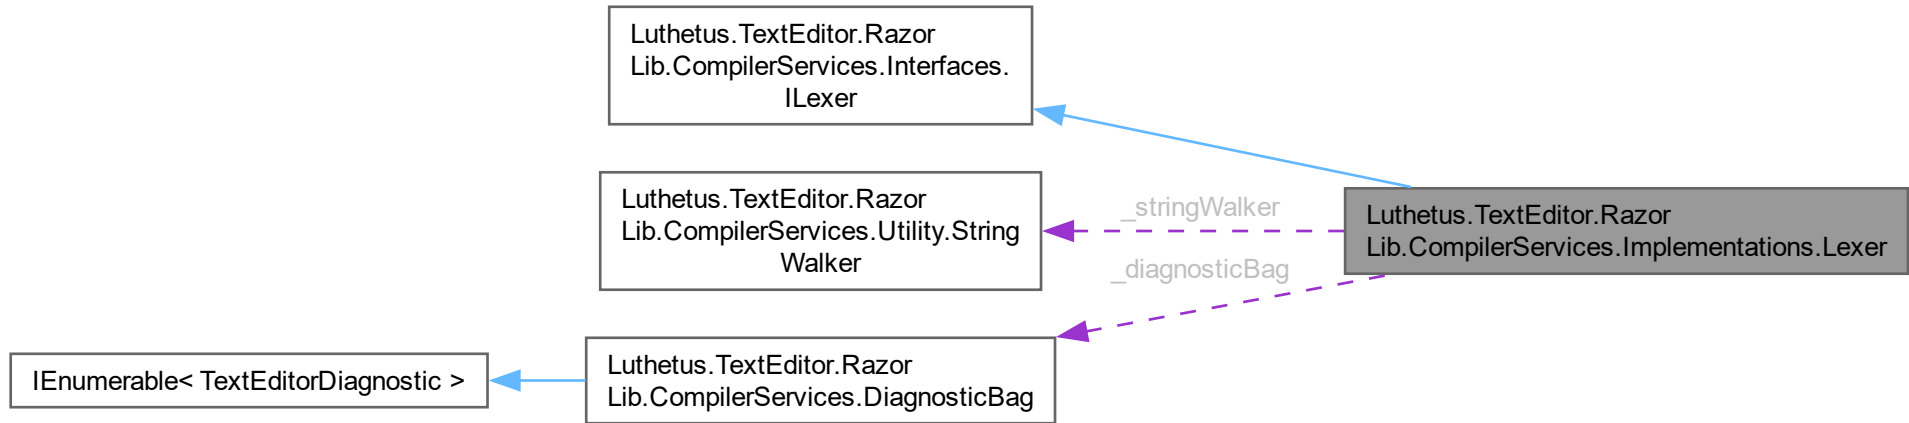 Luthetus.TextEditor.Razor
Lib.CompilerServices.Interfaces.
ILexer
Luthetus.TextEditor.Razor
Lib.CompilerServices.Utility.String
Walker
_stringWalker
Luthetus.TextEditor.Razor
Lib.CompilerServices.Implementations.Lexer
_diagnosticBag
IEnumerable< TextEditorDiagnostic >
Luthetus.TextEditor.Razor
Lib.CompilerServices.DiagnosticBag